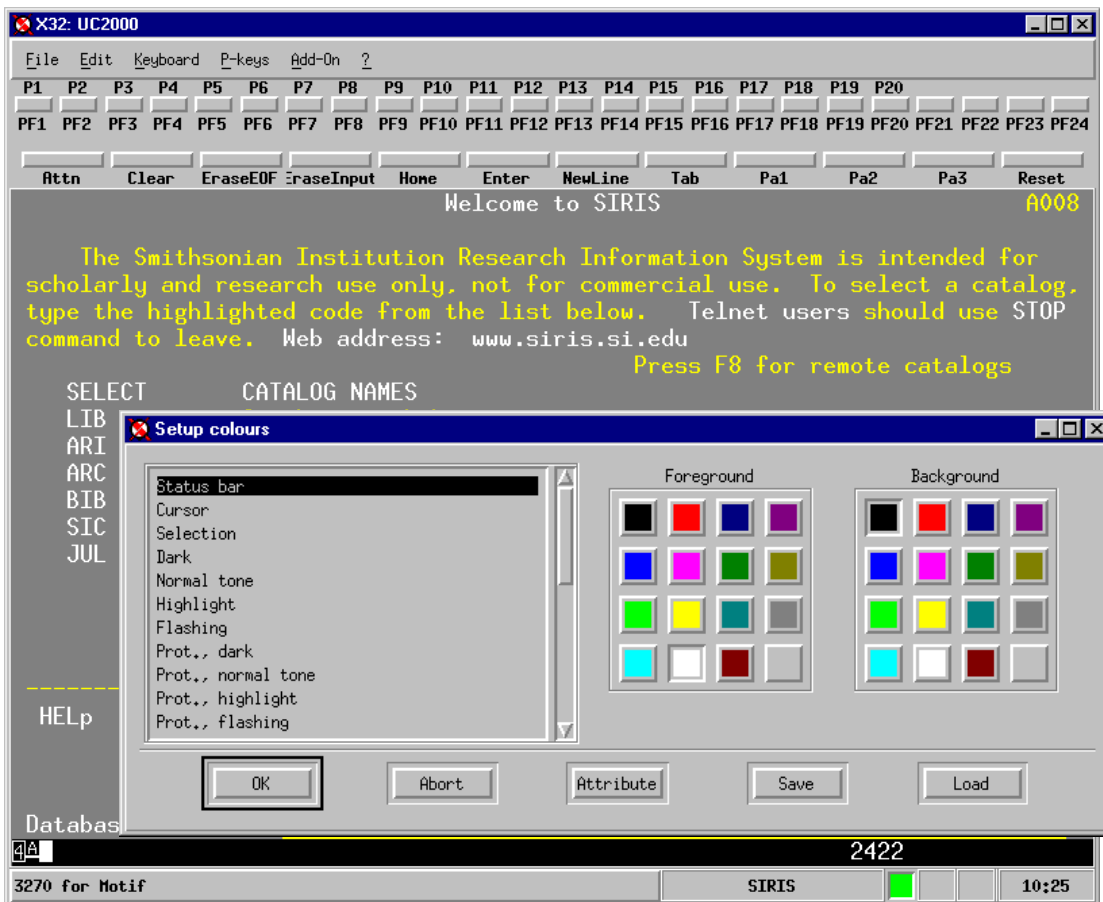 X32: UC2000
File Edit Keyboard P-keys Add-On ?
P1 P2 P3 P4 P5 P6 P7 P8 P9 P10 P11 P12 P13 P14 P15 P16 P17 P18 P19 P20
PF1 PF2 PF3 PF4 PF5 PF6 PF7 PF8 PF9 PF10 PF11 PF12 PF13 PF14 PF15 PF16 PF17 PF18 PF19 PF20 PF21 PF22 PF23 PF24
Attn Clear EraseEOF EraseInput Home Enter NewLine Tab Pa1 Pa2 Pa3 Reset
Welcome to SIRIS A008
The Smithsonian Institution Research Information System is intended for
scholarly and research use only, not for commercial use. To select a catalog,
type the highlighted code from the list below. Telnet users should use STOP
command to leave. Web address: www.siris.si.edu
Press F8 for remote catalogs
SELECT CATALOG NAMES
LIB
ARI
ARC
BIB
SIC
JUL
HELp
Databas
Setup colours
Status bar
Cursor
Selection
Dark
Normal tone
Highlight
Flashing
Prot., dark
Prot., normal tone
Prot., highlight
Prot., flashing
Foreground
Background
OK Abort Attribute Save Load
4A 2422
3270 for Motif SIRIS 10:25